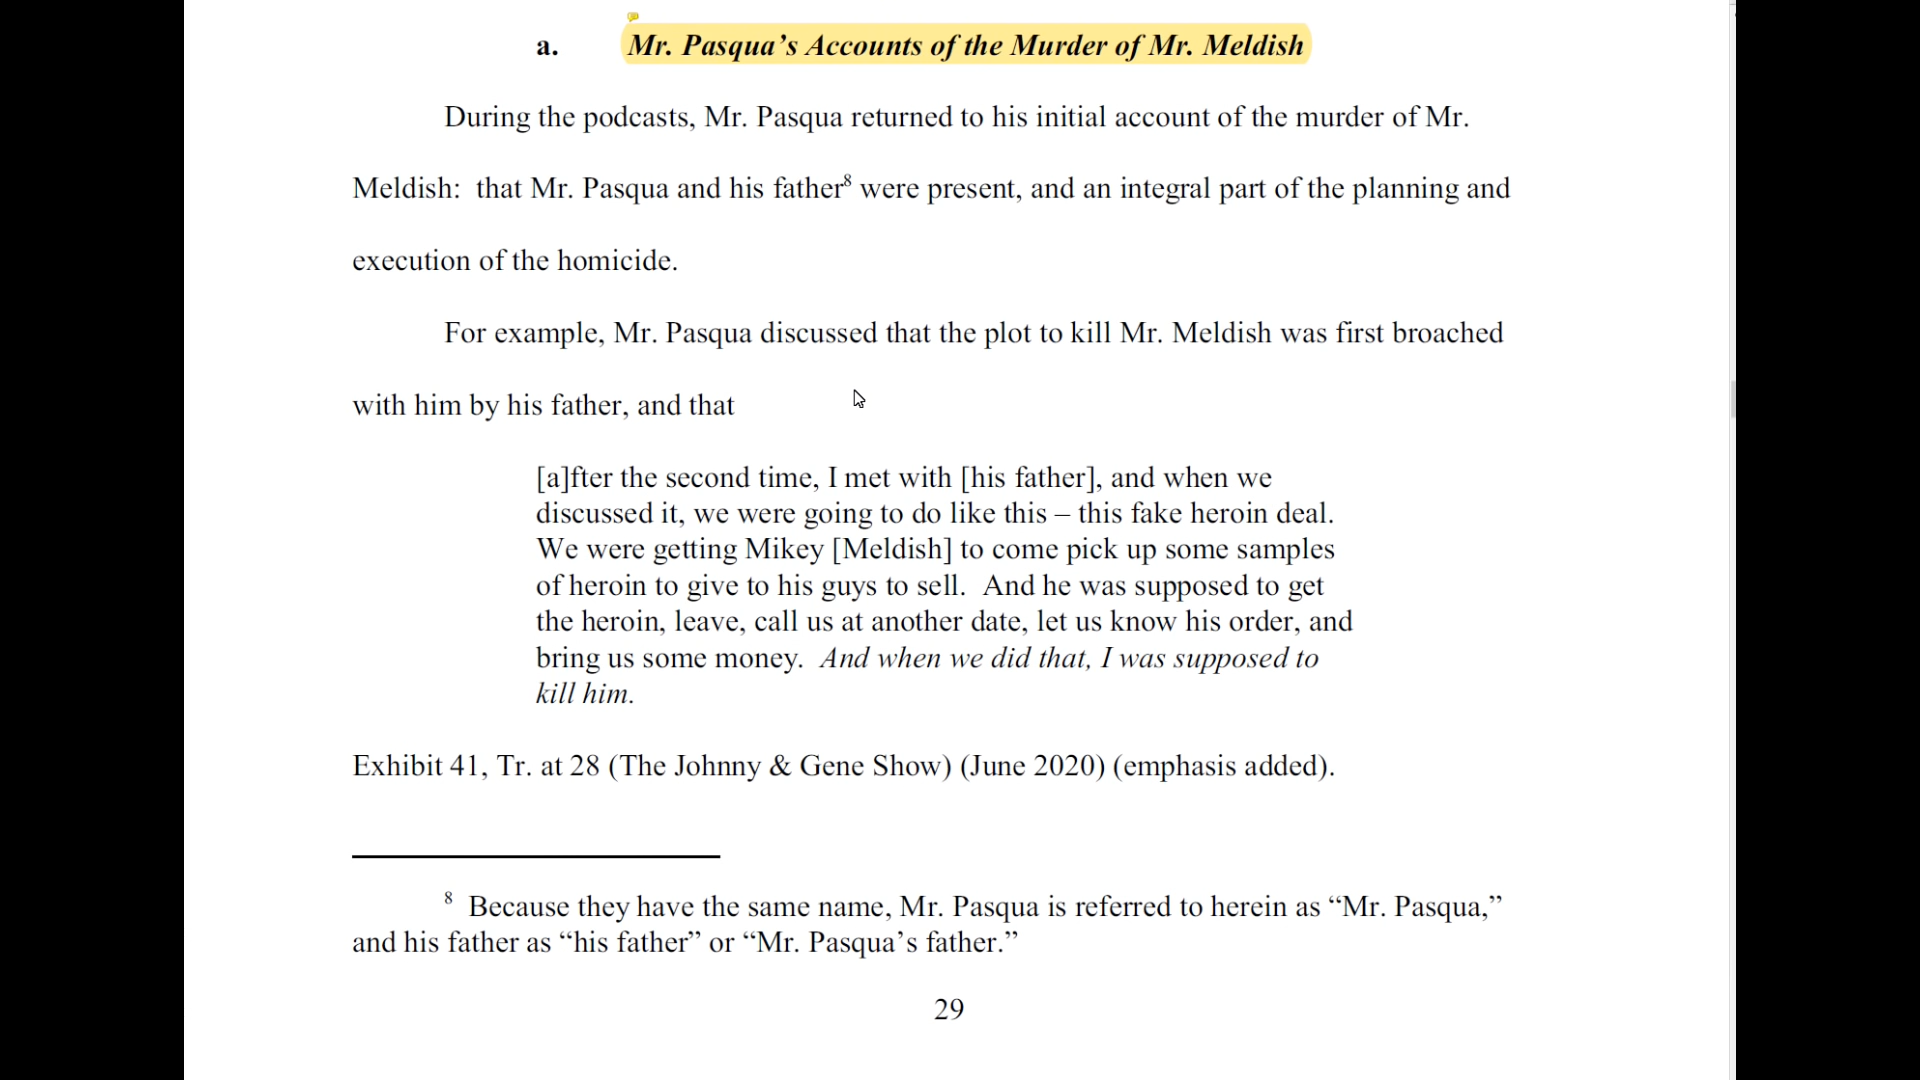 a. Mr. Pasqua’s Accounts of the Murder of Mr. Meldish
During the podcasts, Mr. Pasqua returned to his initial account of the murder of Mr.
Meldish:  that Mr. Pasqua and his father8 were present, and an integral part of the planning and
execution of the homicide.
For example, Mr. Pasqua discussed that the plot to kill Mr. Meldish was first broached
with him by his father, and that
[a]fter the second time, I met with [his father], and when we
discussed it, we were going to do like this – this fake heroin deal.
We were getting Mikey [Meldish] to come pick up some samples
of heroin to give to his guys to sell.  And he was supposed to get
the heroin, leave, call us at another date, let us know his order, and
bring us some money.  And when we did that, I was supposed to
kill him.
Exhibit 41, Tr. at 28 (The Johnny & Gene Show) (June 2020) (emphasis added).
8  Because they have the same name, Mr. Pasqua is referred to herein as “Mr. Pasqua,”
and his father as “his father” or “Mr. Pasqua’s father.”
29